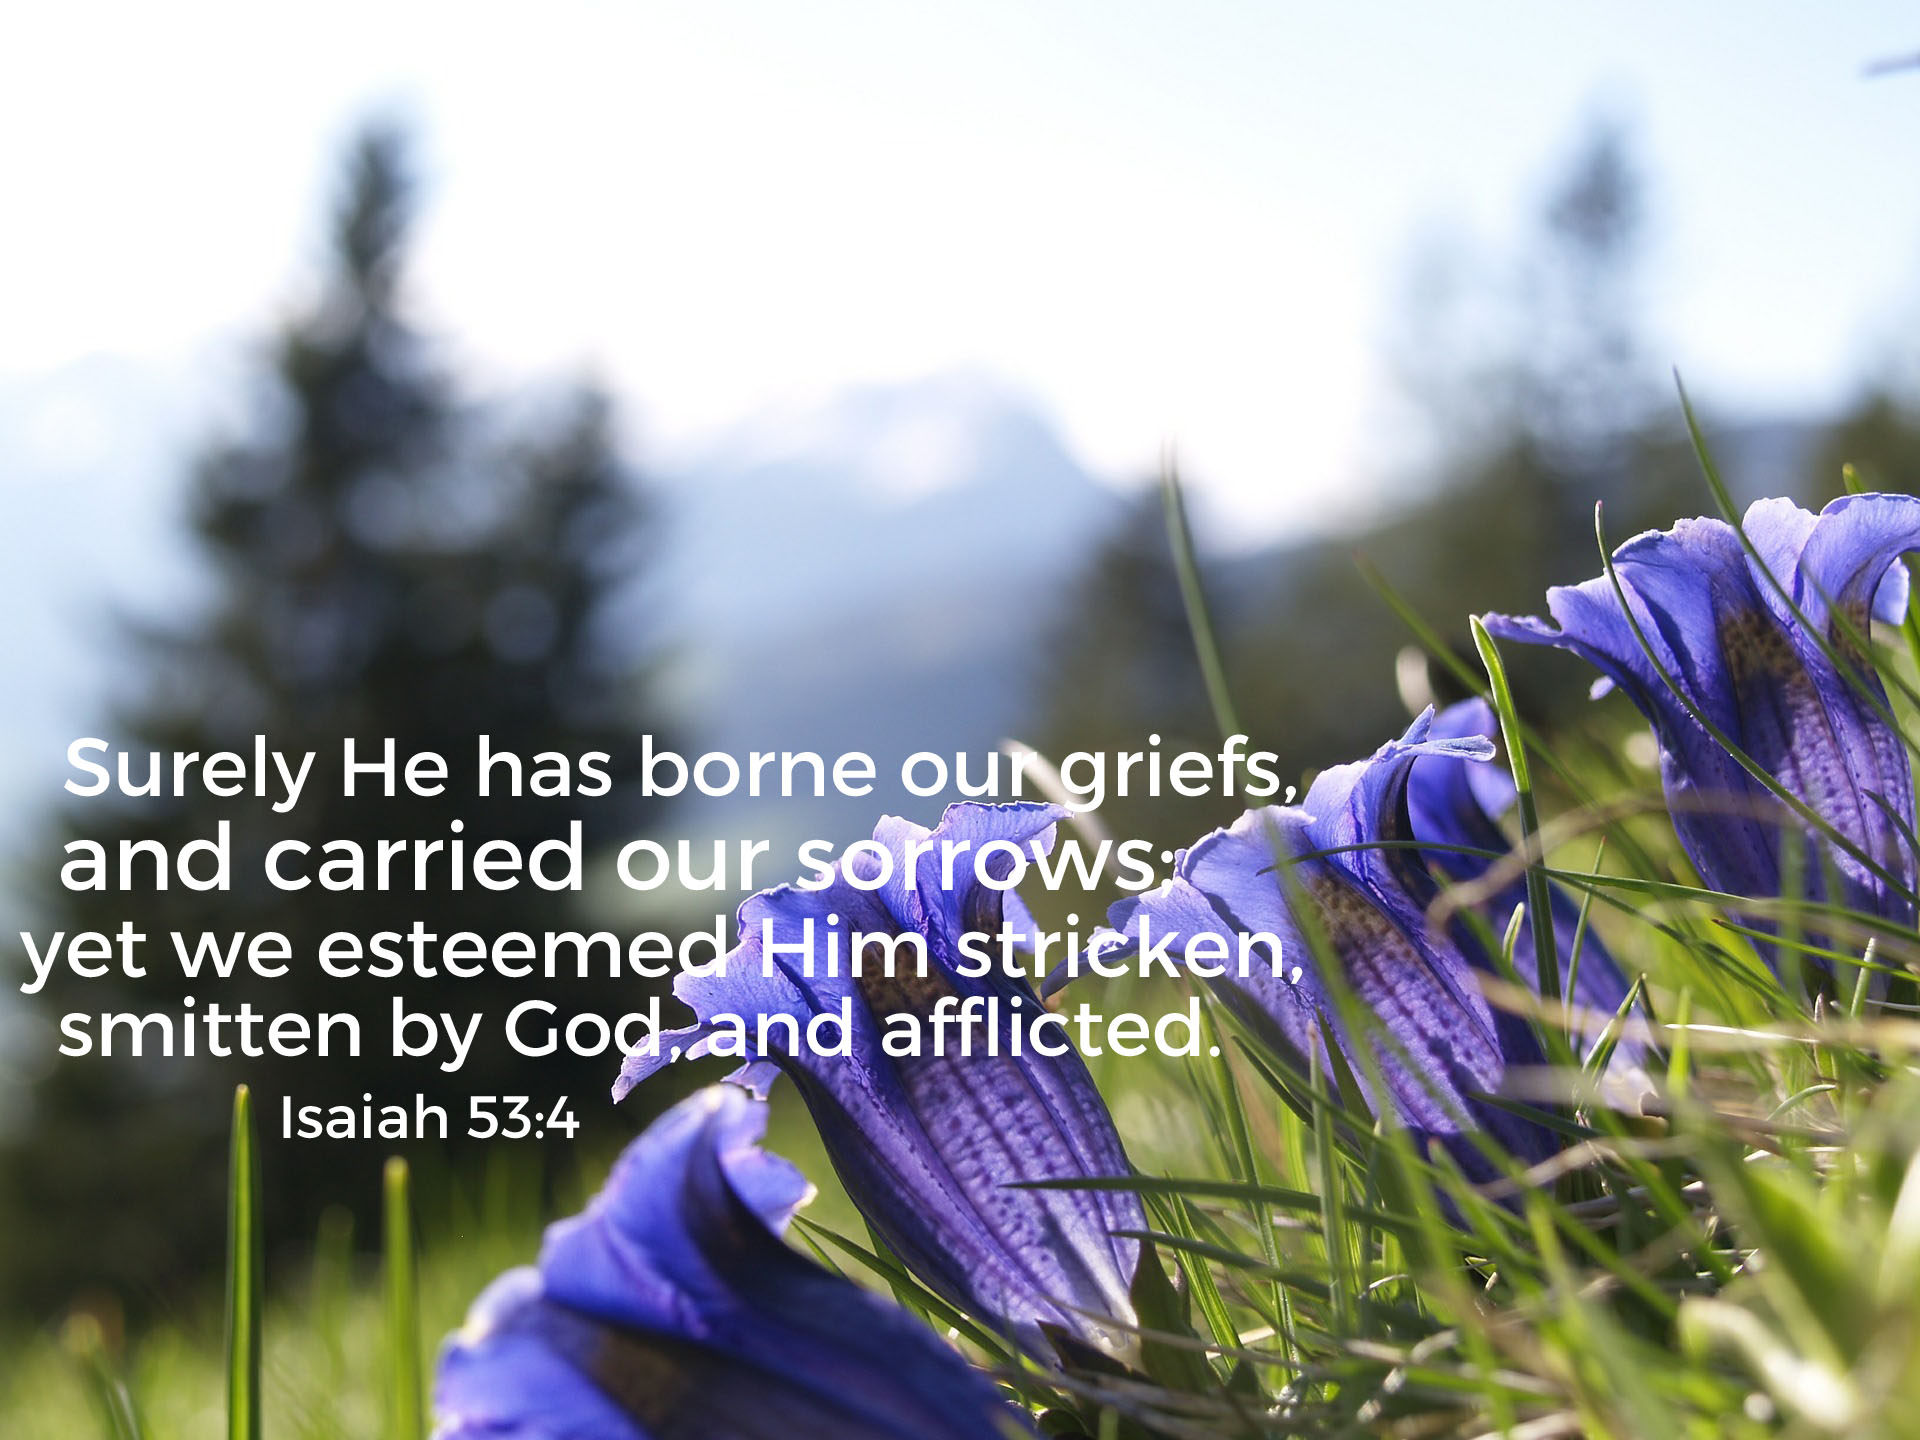 Surely He has borne our griefs,
and carried our sorrows;
yet we esteemed Him stricken,
smitten by God, and afflicted.
Isaiah 53:4